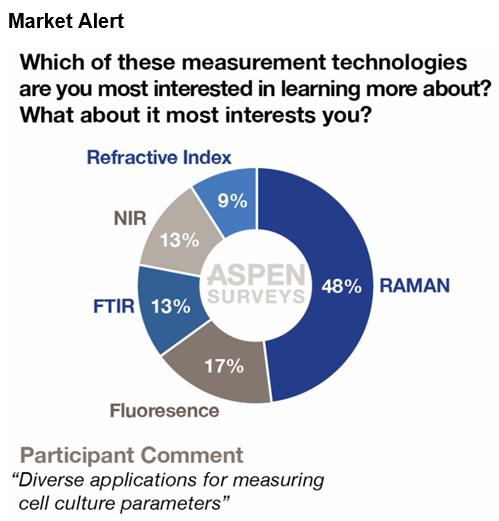 Market Alert
Which of these measurement technologies
are you most interested in learning more about?
What about it most interests you?
Refractive Index
9%
NIR
13%
ASPEN
SURVEYS
48%
RAMAN
FTIR
13%
17%
Fluoresence
Participant Comment
“Diverse applications for measuring
cell culture parameters”